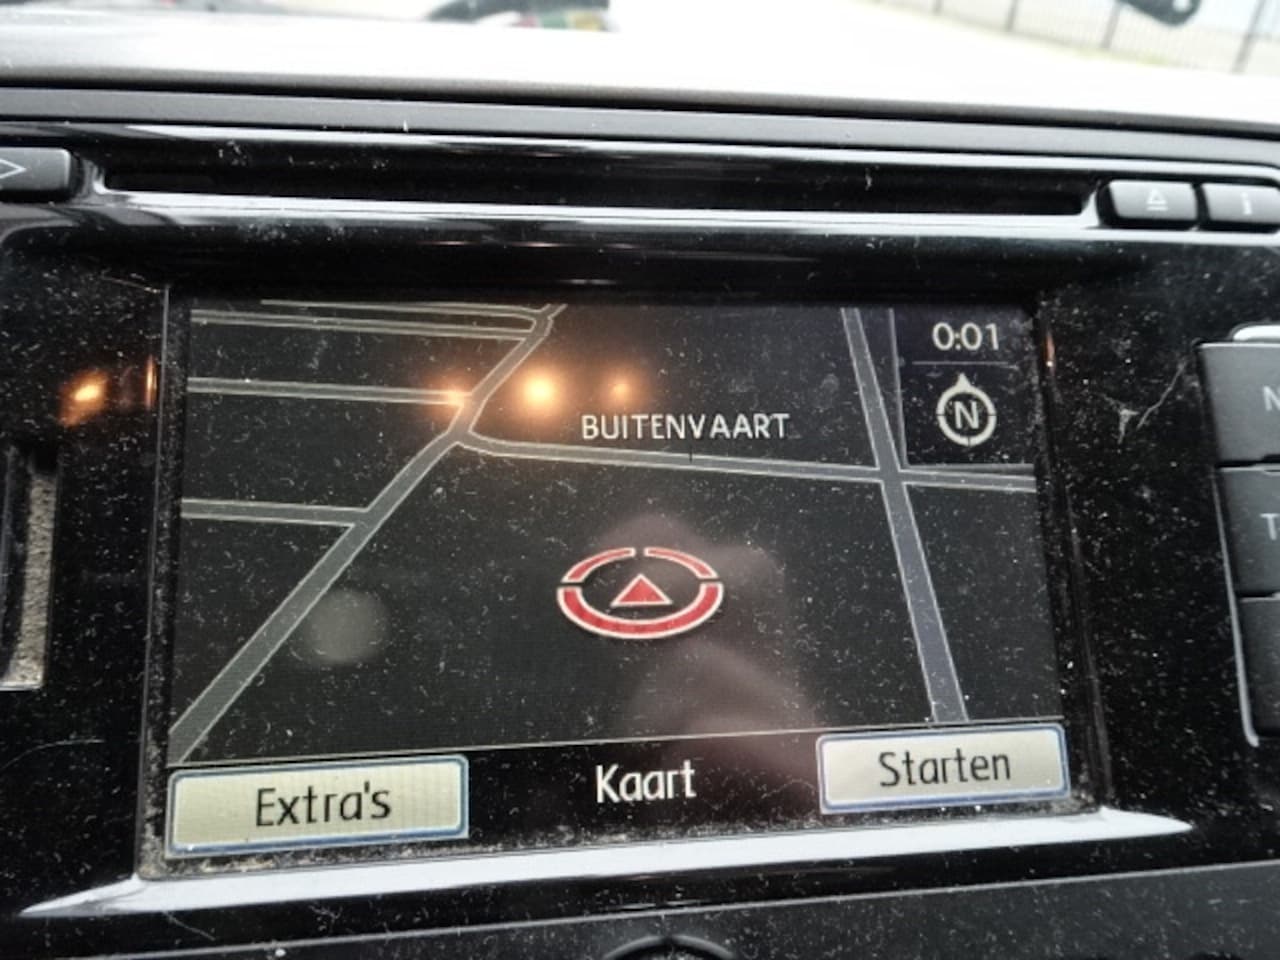 0:01
N
BUITENVAART
Extra's
Kaart
Starten
N
T